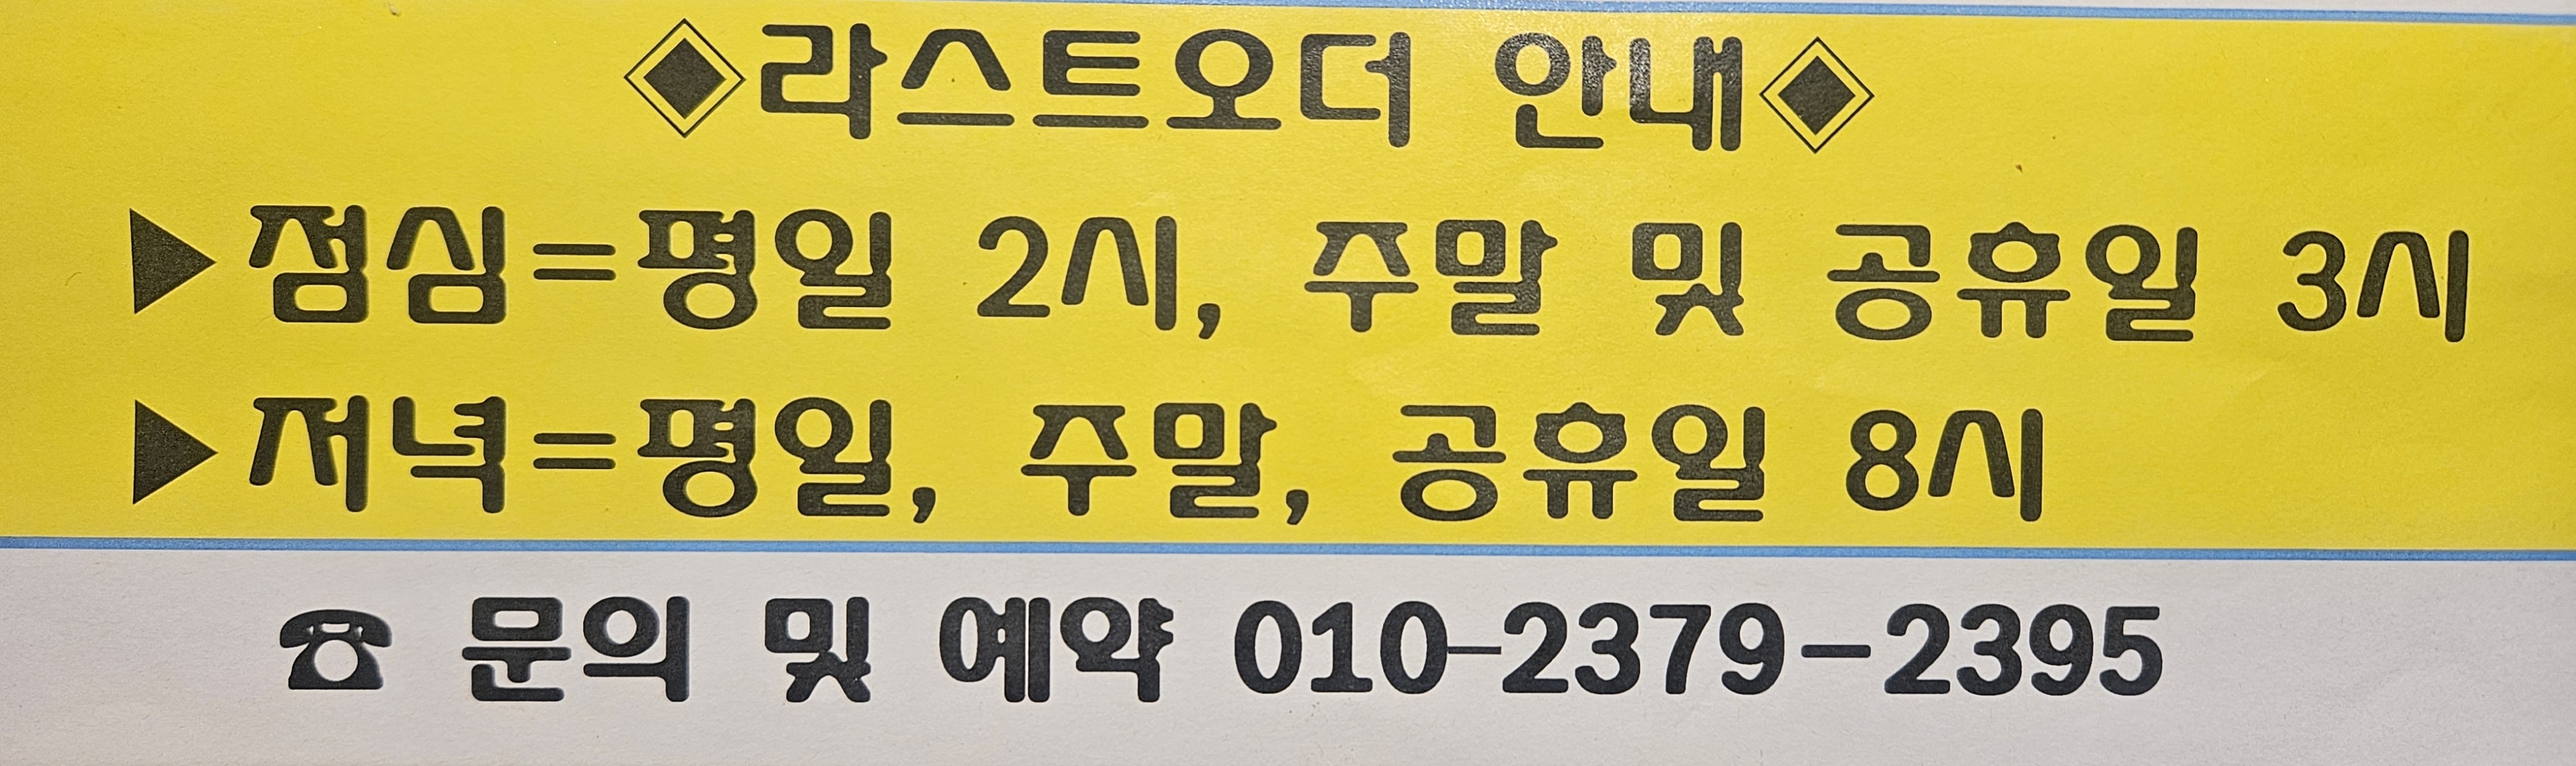 ◈라스트오더 안내◈
▶점심=평일 2시, 주말 및 공휴일 3시
▶저녁=평일, 주말, 공휴일 8시
☎ 문의 및 예약 010-2379-2395